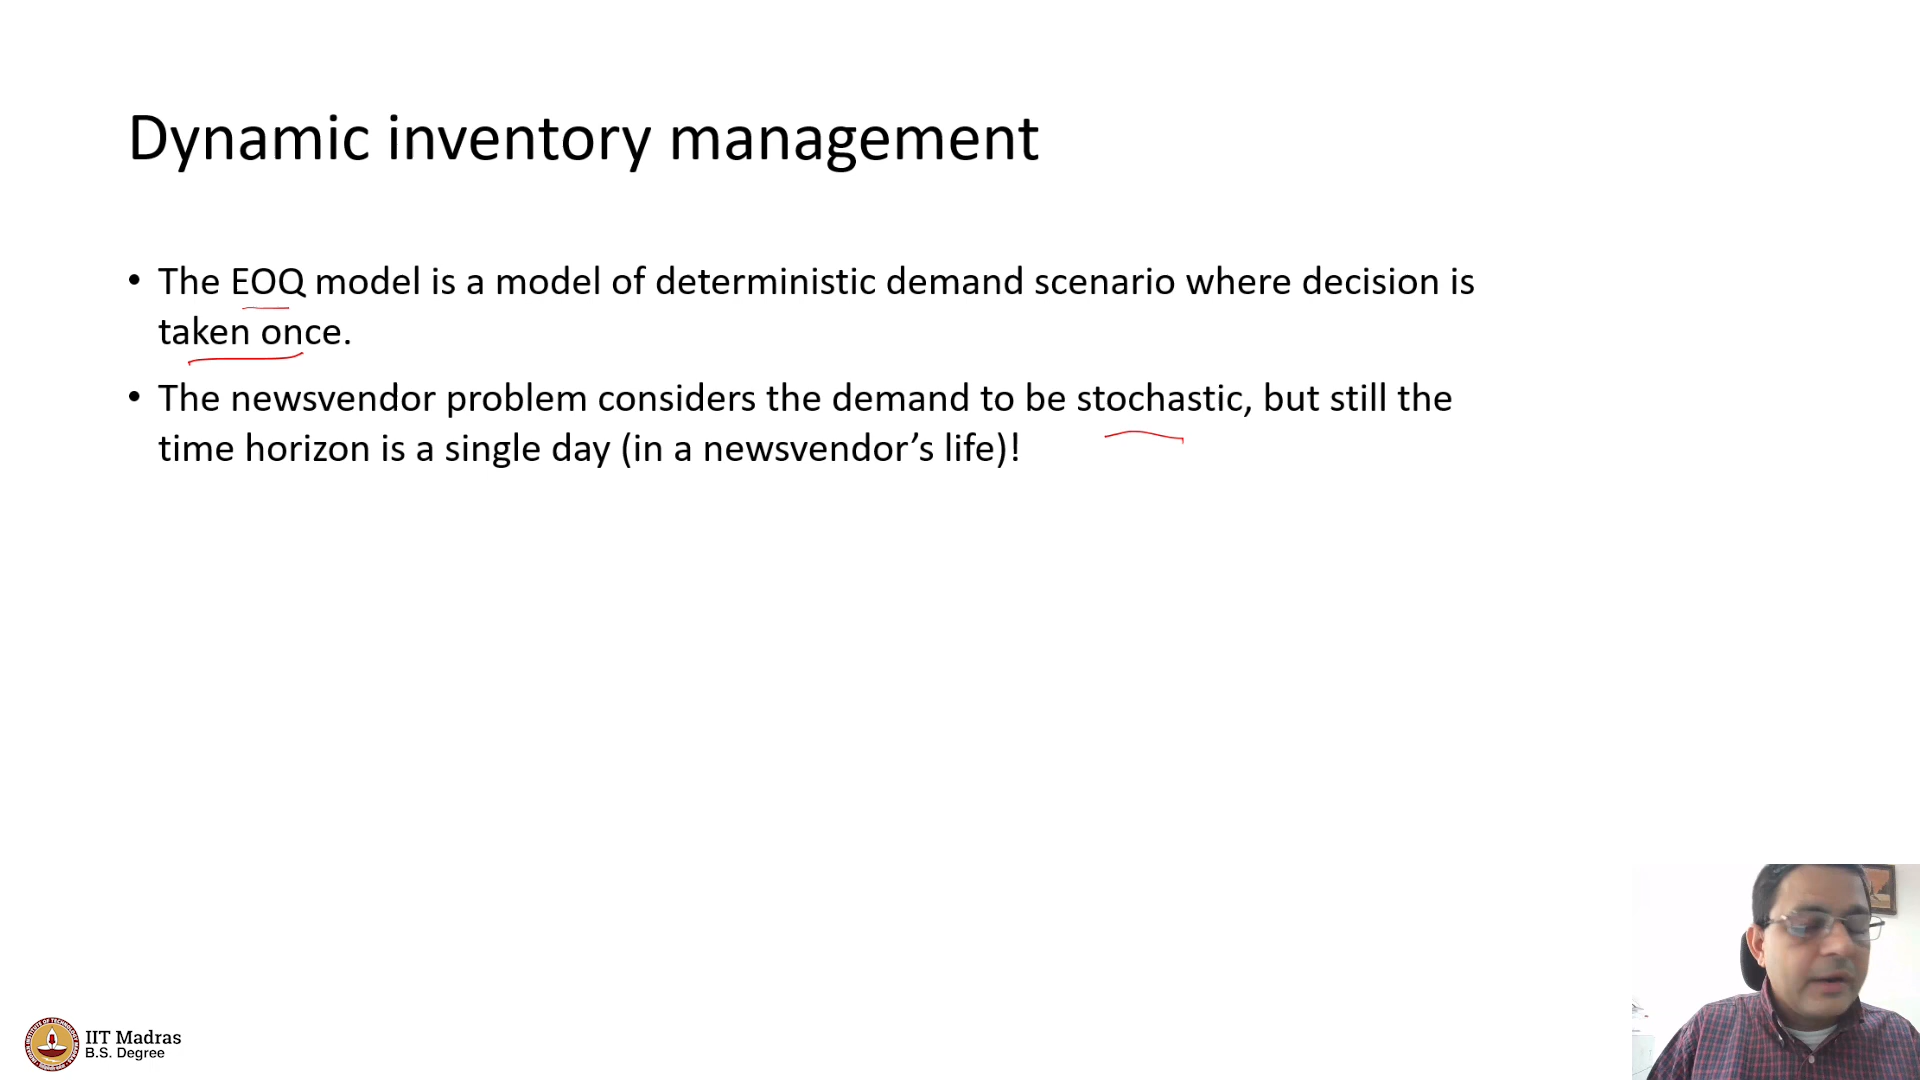 Dynamic inventory management
• The EOQ model is a model of deterministic demand scenario where decision is
taken once.
• The newsvendor problem considers the demand to be stochastic, but still the
time horizon is a single day (in a newsvendor’s life)!
IIT Madras
B.S. Degree